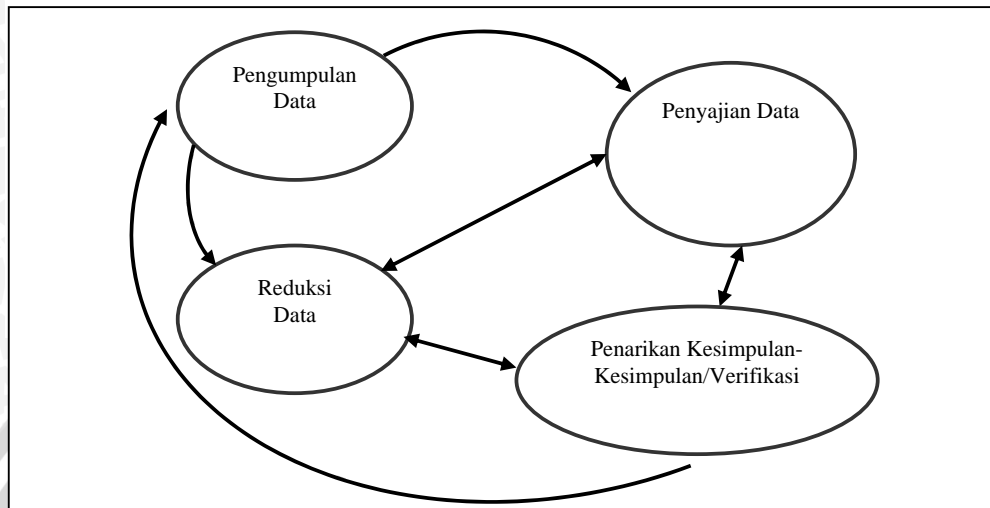 Pengumpulan
Data
Penyajian Data
Reduksi
Data
Penarikan Kesimpulan-
Kesimpulan/Verifikasi